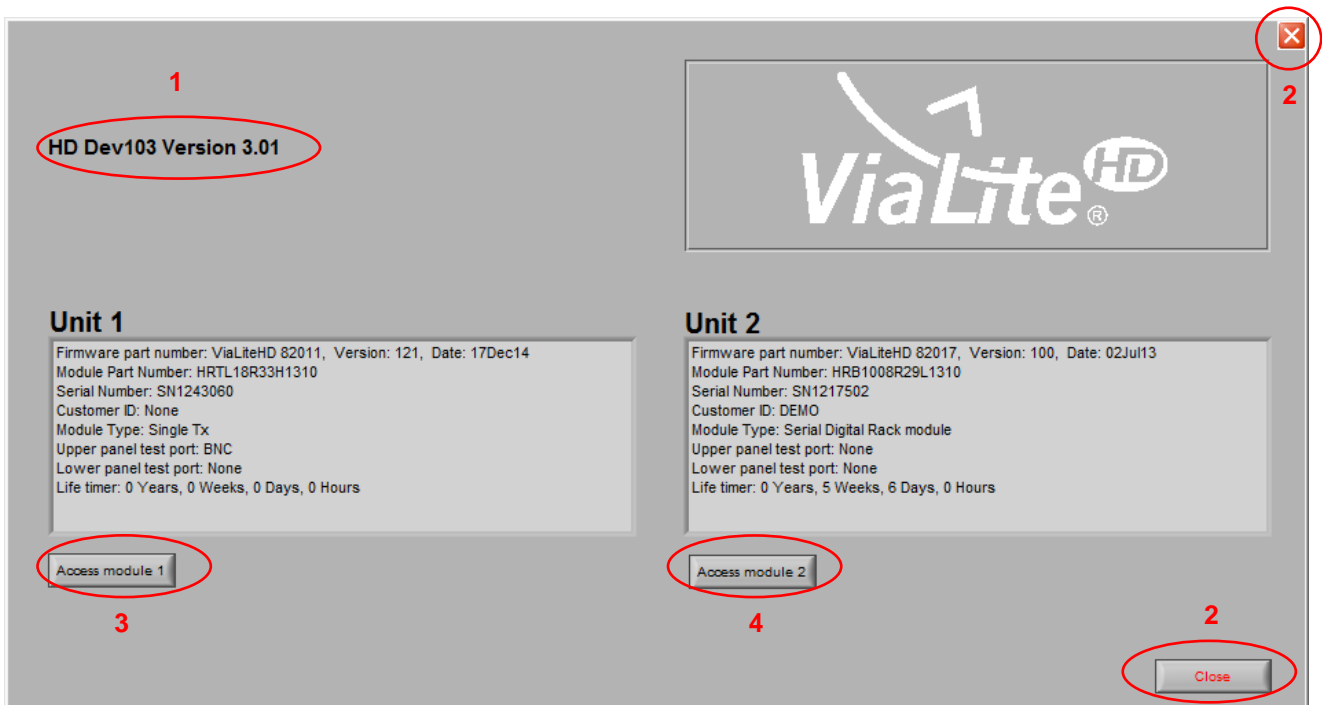 2
1
HD Dev103 Version 3.01
ViaLite HD ®
Unit 1
Firmware part number: ViaLiteHD 82011, Version: 121, Date: 17Dec14
Module Part Number: HRTL18R33H1310
Serial Number: SN1243060
Customer ID: None
Module Type: Single Tx
Upper panel test port: BNC
Lower panel test port: None
Life timer: 0 Years, 0 Weeks, 0 Days, 0 Hours
Access module 1
3
Unit 2
Firmware part number: ViaLiteHD 82017, Version: 100, Date: 02Jul13
Module Part Number: HRB1008R29L1310
Serial Number: SN1217502
Customer ID: DEMO
Module Type: Serial Digital Rack module
Upper panel test port: None
Lower panel test port: None
Life timer: 0 Years, 5 Weeks, 6 Days, 0 Hours
Access module 2
4
2
Close